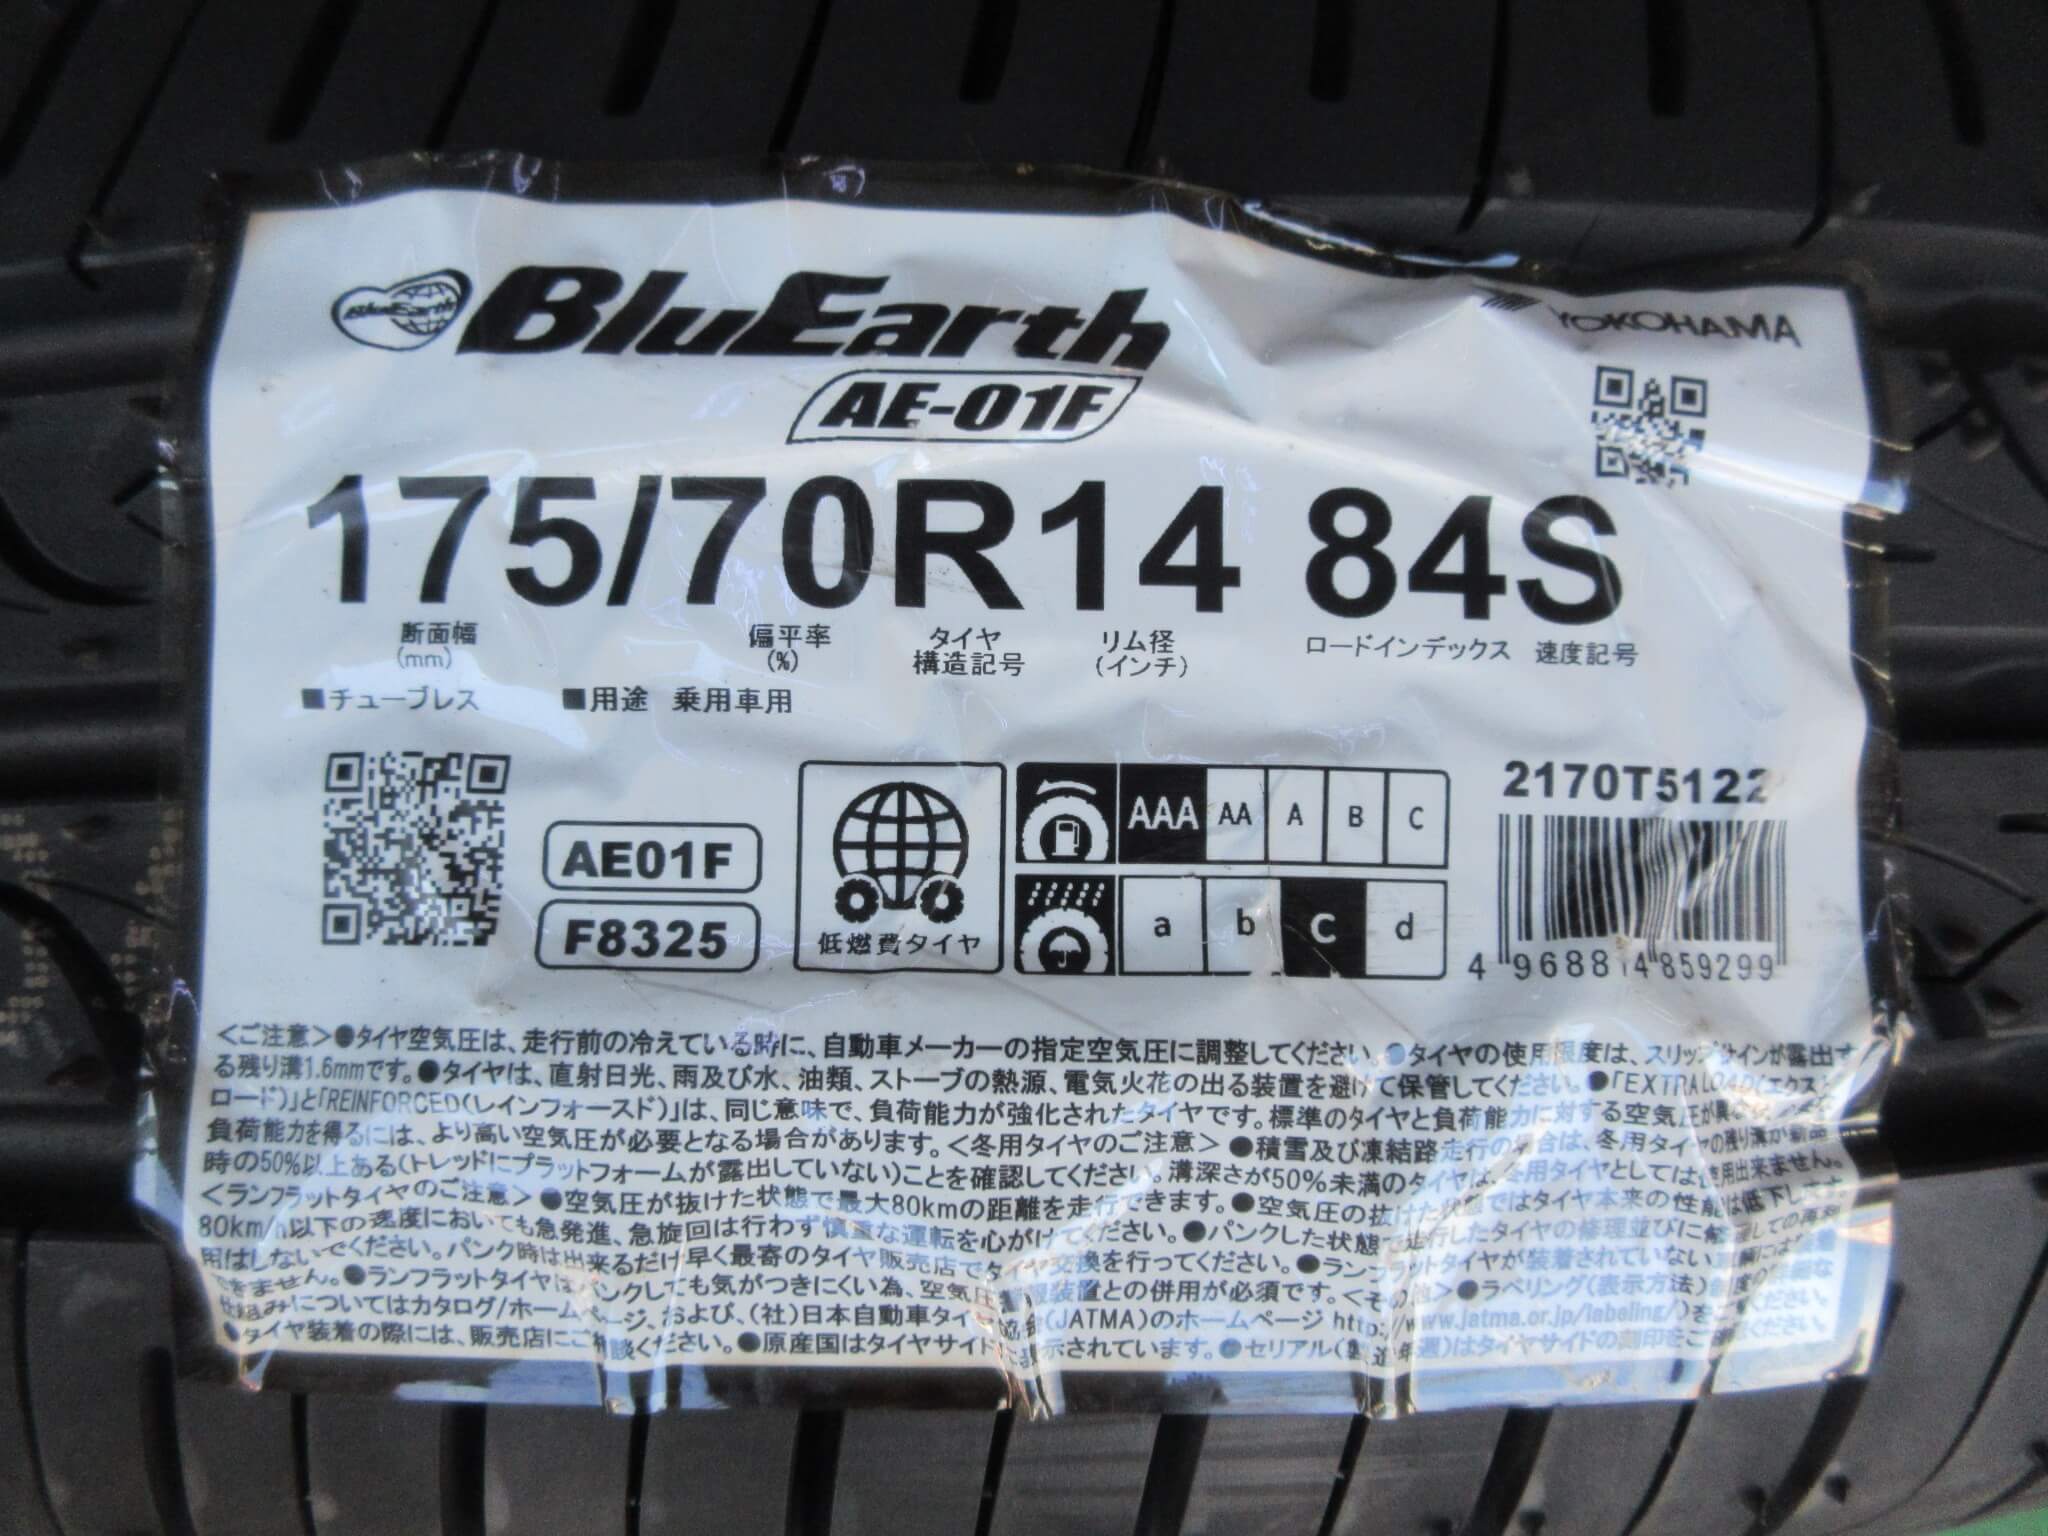 BluEarth
BluEarth
YOKOHAMA
AE-01F
175/70R14 84S
断面幅
(mm)
偏平率
(%)
タイヤ
構造記号
リム径
(インチ)
ロードインデックス 速度記号
■チューブレス ■用途 乗用車用
AE01F
F8325
低燃費タイヤ
AAA AA A B C
a b c d
2170T5122
4 968814 859299
<ご注意>●タイヤ空気圧は、走行前の冷えている時に、自動車メーカーの指定空気圧に調整してください。●タイヤの使用限度は、スリップサインが露出す
る残り溝1.6mmです。●タイヤは、直射日光、雨及び水、油類、ストーブの熱源、電気火花の出る装置を避けて保管してください。●「EXTRALOAD(エクスト
ロード)」と「REINFORCED(レインフォースド)」は、同じ意味で、負荷能力が強化されたタイヤです。標準のタイヤと負荷能力に対する空気圧が
負荷能力を得るには、より高い空気圧が必要となる場合があります。<冬用タイヤのご注意>●積雪及び凍結路走行の場合は、冬用タイヤの残り溝が新品
時の50%以上ある(トレッドにプラットフォームが露出していない)ことを確認してください。溝深さが50%未満のタイヤは、冬用タイヤとしては使用出来ません。
<ランフラットタイヤのご注意>●空気圧が抜けた状態で最大80kmの距離を走行できます。●空気圧の抜けた状態ではタイヤ本来の性能は低下します。
80km/h以下の速度においても急発進、急旋回は行わず慎重な運転を心がけてください。●パンクした状態で走行したタイヤの修理並びに
用はしないでください。パンク時は出来るだけ早く最寄のタイヤ販売店でタイヤ交換を行ってください。●ランフラットタイヤが装着されていない
できません。●ランフラットタイヤはパンクしても気がつきにくい為、空気圧警報装置との併用が必須です。<その他>●ラベリング(表示方法)制度の詳細な
仕組みについてはカタログ/ホームページ、および、(社)日本自動車タイヤ協会(JATMA)のホームページ http://www.jatma.or.jp/labeling/)をご覧ください。
●タイヤ装着の際には、販売店にご相談ください。●原産国はタイヤサイドに表示されています。●セリアル(製造年週)はタイヤサイドの刻印をご確認ください。